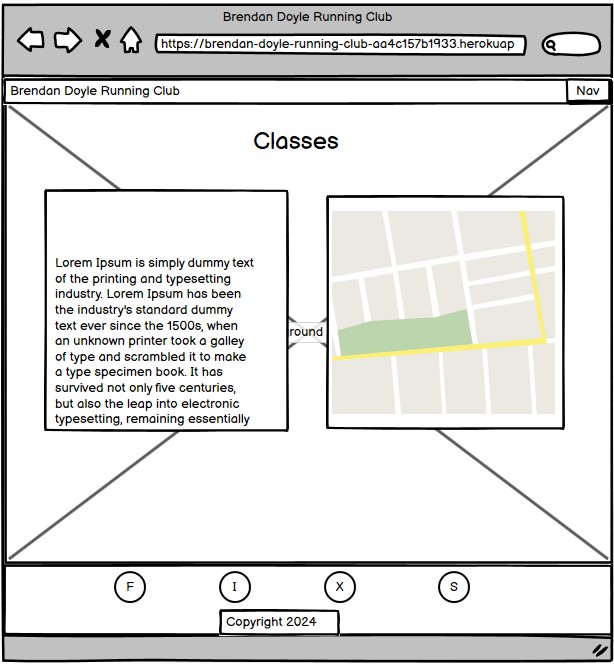 Brendan Doyle Running Club
https://brendan-doyle-running-club-aa4c157b1933.herokuap
Brendan Doyle Running Club
Nav
Classes
Lorem Ipsum is simply dummy text
of the printing and typesetting
industry. Lorem Ipsum has been
the industry's standard dummy
text ever since the 1500s, when
an unknown printer took a galley
of type and scrambled it to make
a type specimen book. It has
survived not only five centuries,
but also the leap into electronic
typesetting, remaining essentially
round
F
I
X
S
Copyright 2024